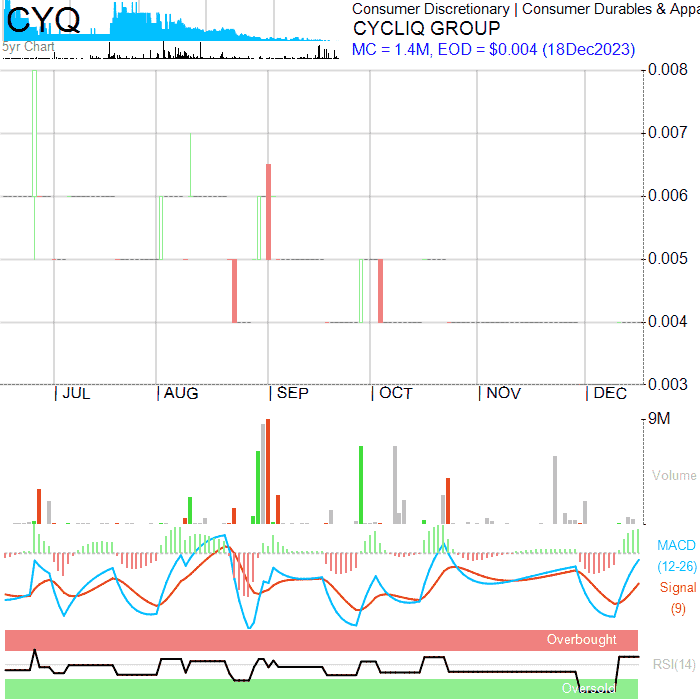 CYQ
5yr Chart
Consumer Discretionary | Consumer Durables & Appa
CYCLIQ GROUP
MC = 1.4M, EOD = $0.004 (18Dec2023)
0.008
0.007
0.006
0.005
0.004
0.003
JUL AUG SEP OCT NOV DEC
9M
Volume
MACD
(12-26)
Signal
(9)
Overbought
RSI(14)
Oversold